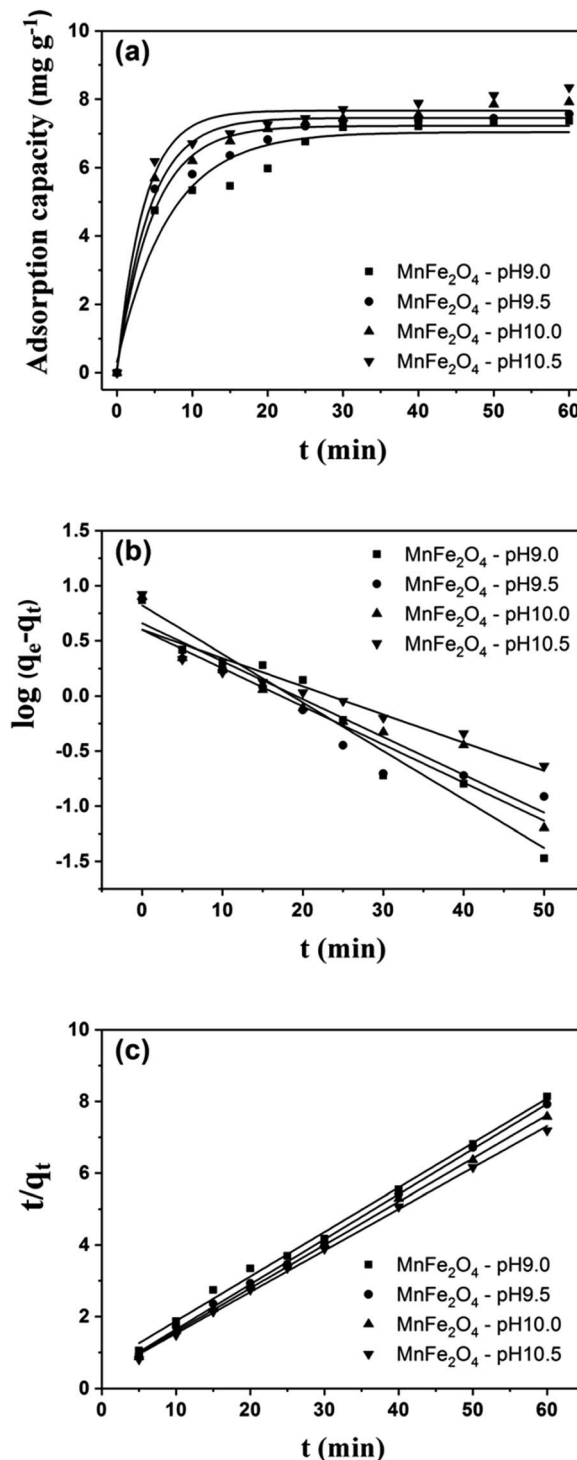 (a)
Adsorption capacity (mg g⁻¹)
10
8
6
4
2
0
MnFe₂O₄ - pH9.0
MnFe₂O₄ - pH9.5
MnFe₂O₄ - pH10.0
MnFe₂O₄ - pH10.5
0 10 20 30 40 50 60
t (min)
(b)
log (qₑ-qₜ)
1.5
1.0
0.5
0.0
-0.5
-1.0
-1.5
MnFe₂O₄ - pH9.0
MnFe₂O₄ - pH9.5
MnFe₂O₄ - pH10.0
MnFe₂O₄ - pH10.5
0 10 20 30 40 50
t (min)
(c)
t/qₜ
10
8
6
4
2
0
MnFe₂O₄ - pH9.0
MnFe₂O₄ - pH9.5
MnFe₂O₄ - pH10.0
MnFe₂O₄ - pH10.5
0 10 20 30 40 50 60
t (min)